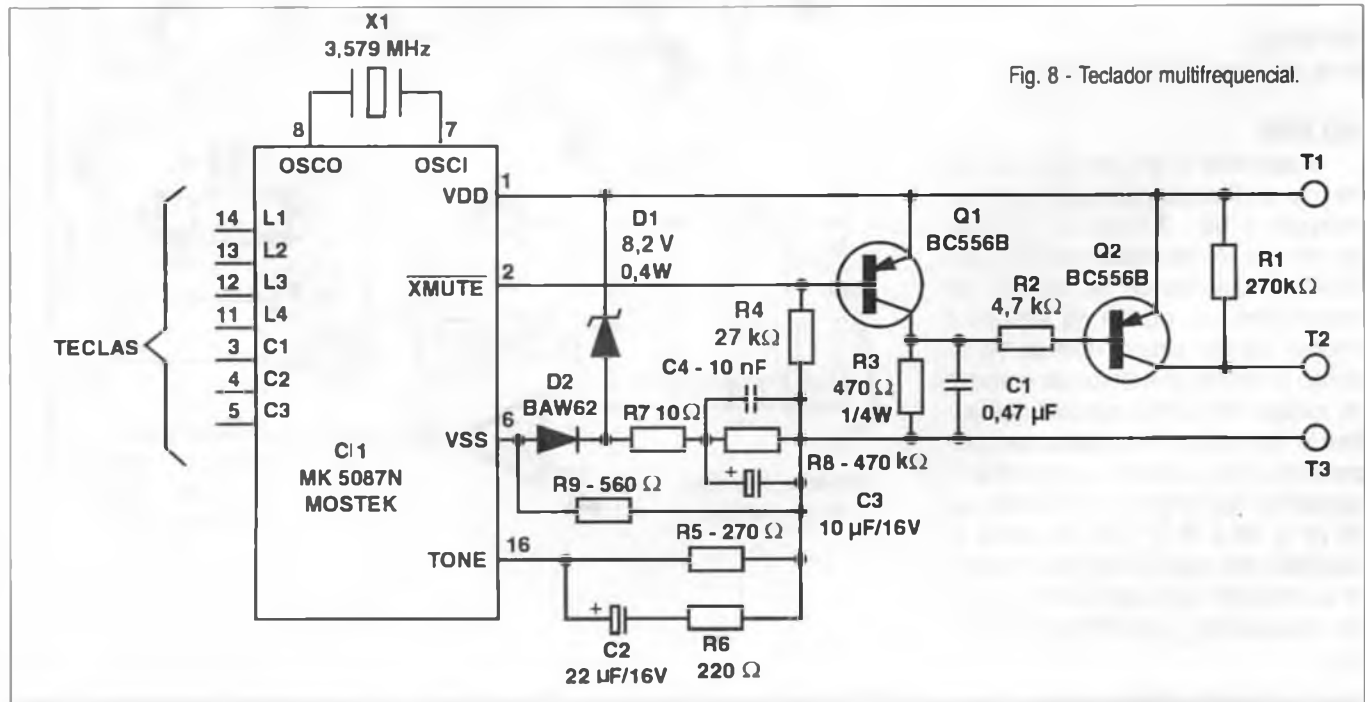 X1
3,579 MHz
Fig. 8 - Teclador multifrequencial.
8
7
OSCO
OSCI
VDD
1
T1
14
L1
13
L2
12
L3
11
L4
3
C1
4
C2
5
C3
TECLAS
D1
8,2 V
0,4W
Q1
BC556B
Q2
BC556B
R1
270kΩ
XMUTE
2
R4
27 kΩ
R2
4,7 kΩ
C4 - 10 nF
R3
470 Ω
1/4W
C1
0,47 µF
T2
D2
BAW62
VSS
6
R7 10 Ω
R8 - 470 kΩ
T3
CI 1
MK 5087N
MOSTEK
R9 - 560 Ω
+
C3
10 µF/16V
R5 - 270 Ω
TONE
16
+
C2
22 µF/16V
R6
220 Ω